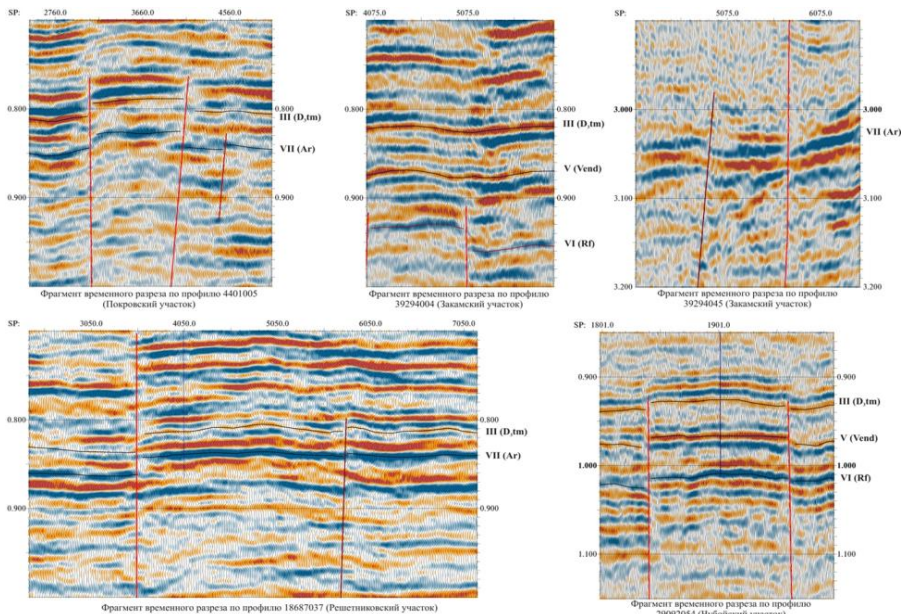 SP: 2760.0 3660.0 4560.0
0.800 0.800
III (D₃tm)
VII (Ar)
0.900 0.900
Фрагмент временного разреза по профилю 4401005
(Покровский участок)
SP: 4075.0 5075.0
0.800 0.800
III (D₃tm)
V (Vend)
0.900 0.900
VI (Rf)
Фрагмент временного разреза по профилю
39294004 (Закамский участок)
SP: 5075.0 6075.0
3.000 3.000
VII (Ar)
3.100 3.100
3.200 3.200
Фрагмент временного разреза по профилю
39294045 (Закамский участок)
SP: 3050.0 4050.0 5050.0 6050.0 7050.0
0.800 0.800
III (D₃tm)
VII (Ar)
0.900 0.900
Фрагмент временного разреза по профилю 18687037 (Решетниковский участок)
SP: 1801.0 1901.0
0.900 0.900
III (D₃tm)
V (Vend)
1.000 1.000
VI (Rf)
1.100 1.100
Фрагмент временного разреза по профилю
участок)